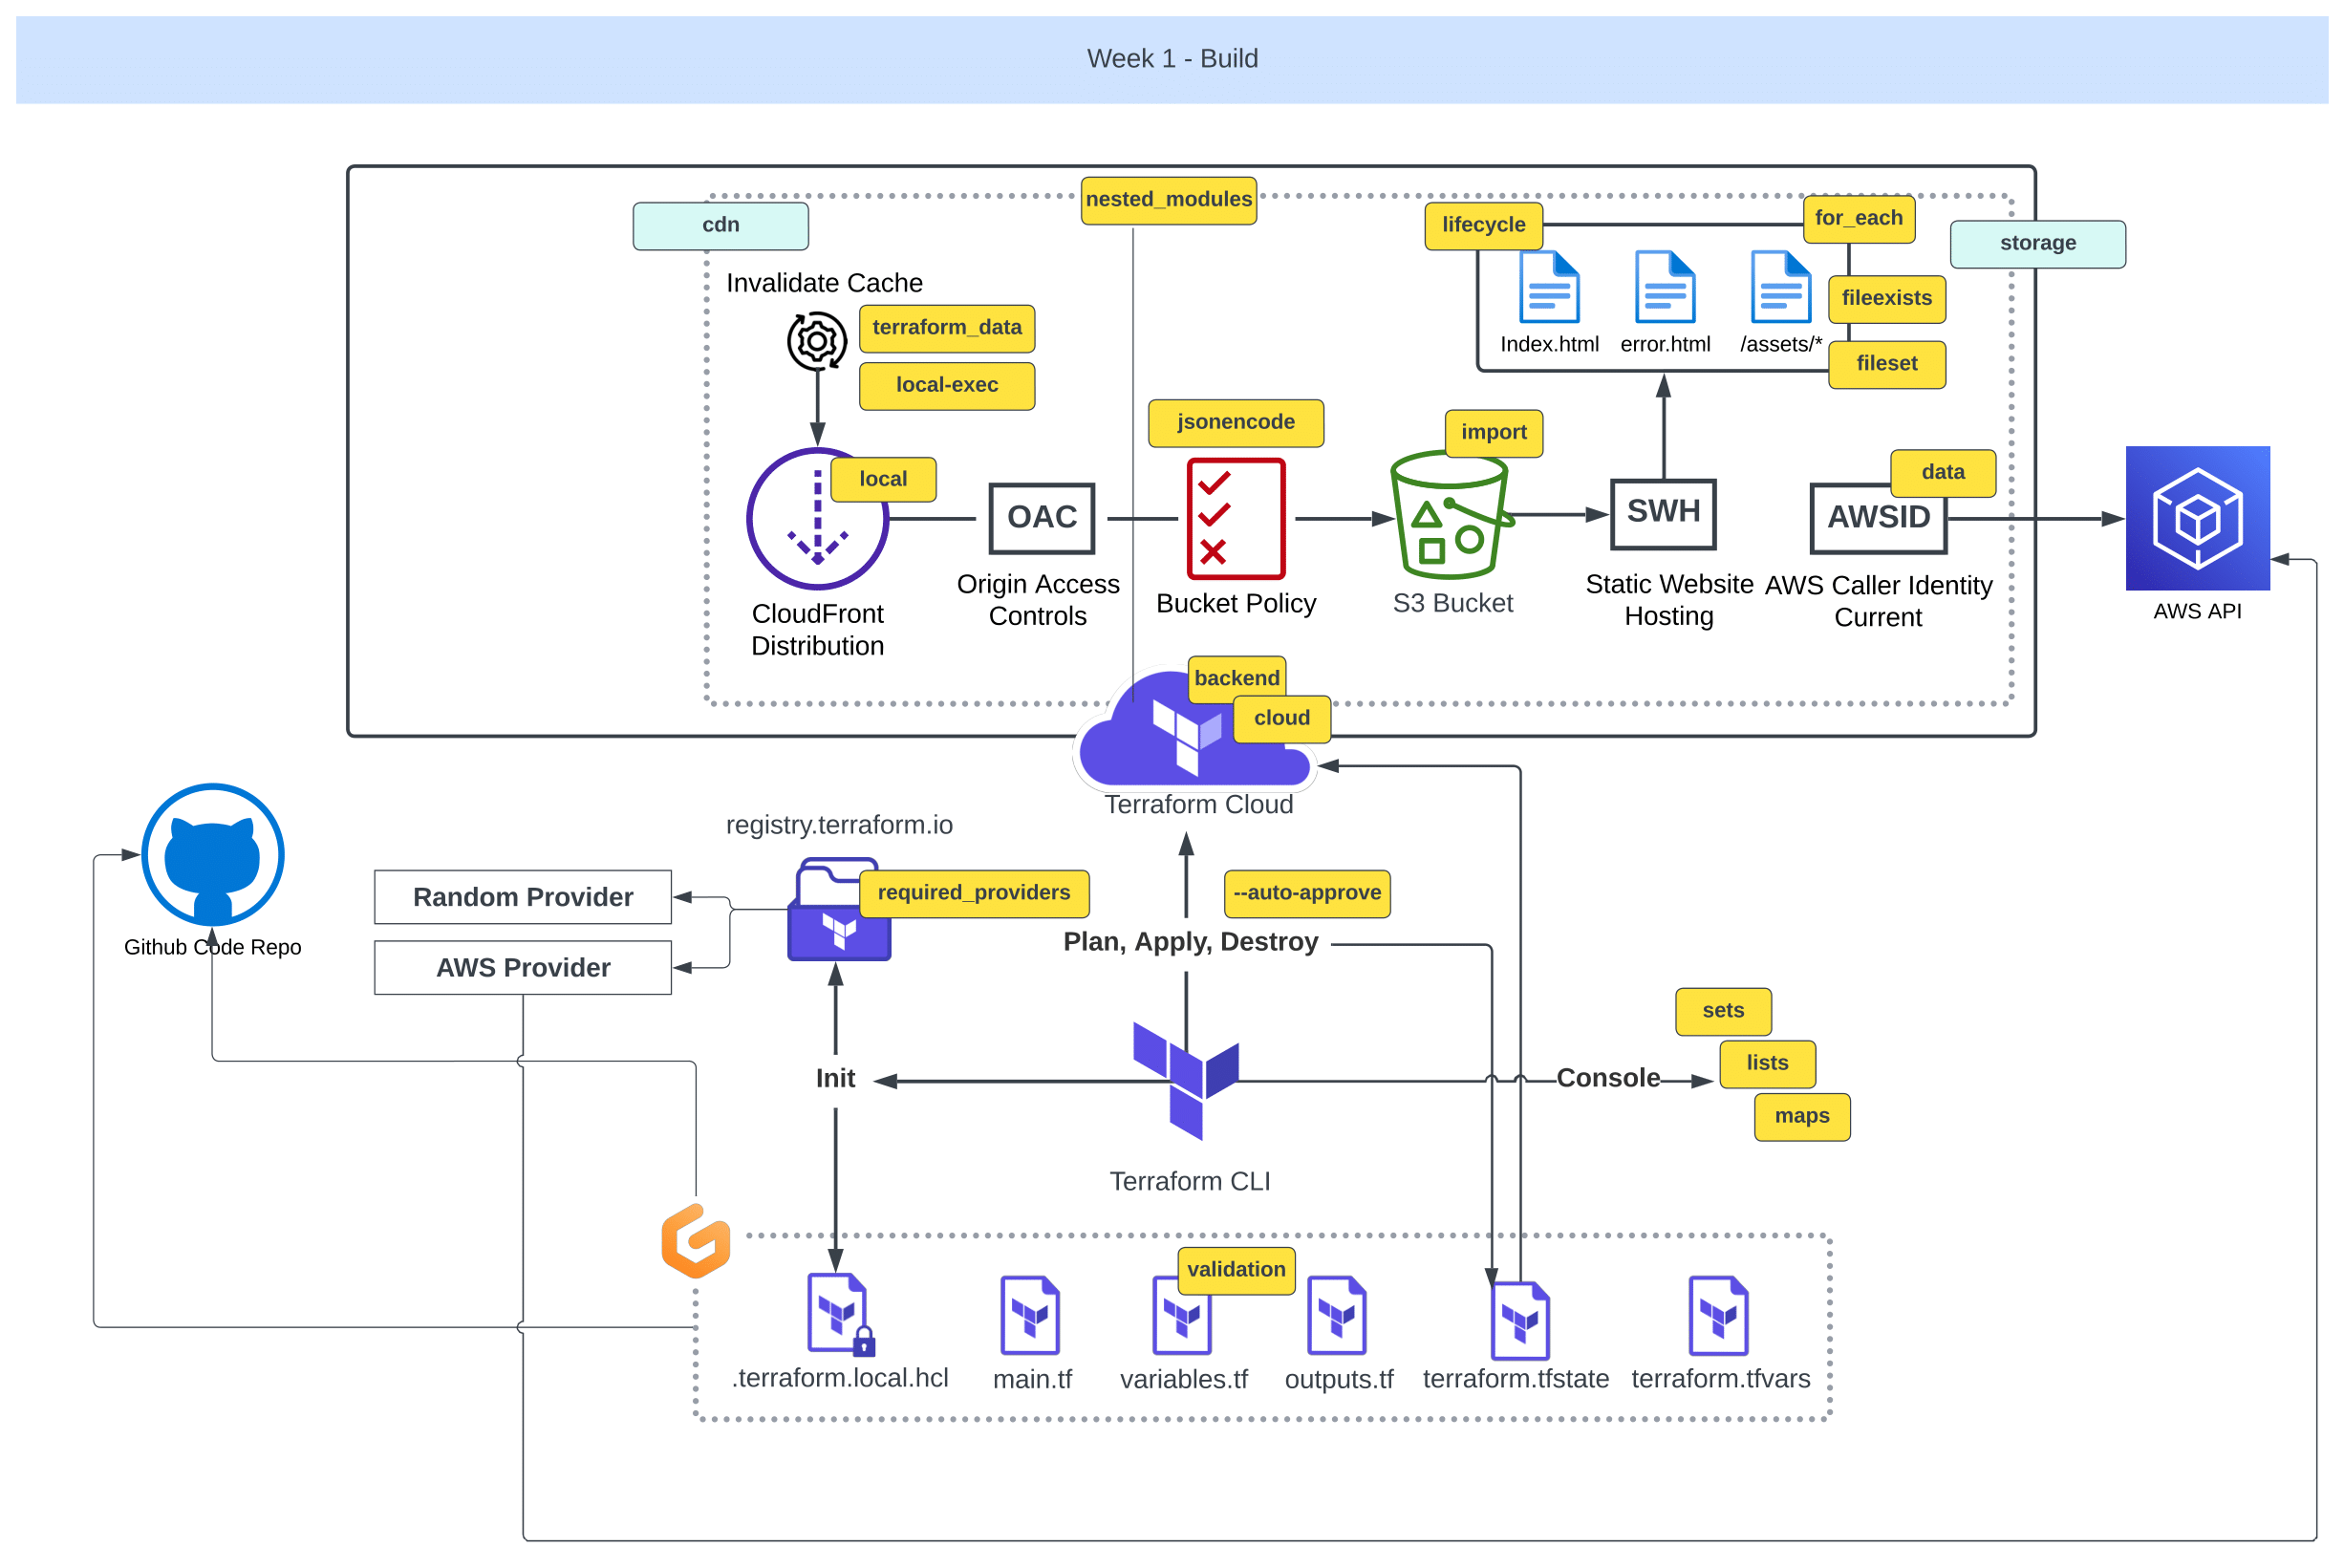 Week 1 - Build
nested_modules
cdn
lifecycle
for_each
storage
Invalidate Cache
terraform_data
local-exec
fileexists
fileset
Index.html
error.html
/assets/*
jsonencode
import
local
data
OAC
SWH
AWSID
Origin Access
Controls
Bucket Policy
S3 Bucket
Static Website
Hosting
AWS Caller Identity
Current
AWS API
CloudFront
Distribution
backend
cloud
Terraform Cloud
registry.terraform.io
required_providers
--auto-approve
Random Provider
AWS Provider
Github Code Repo
Plan, Apply, Destroy
sets
lists
maps
Init
Console
Terraform CLI
validation
.terraform.local.hcl
main.tf
variables.tf
outputs.tf
terraform.tfstate
terraform.tfvars